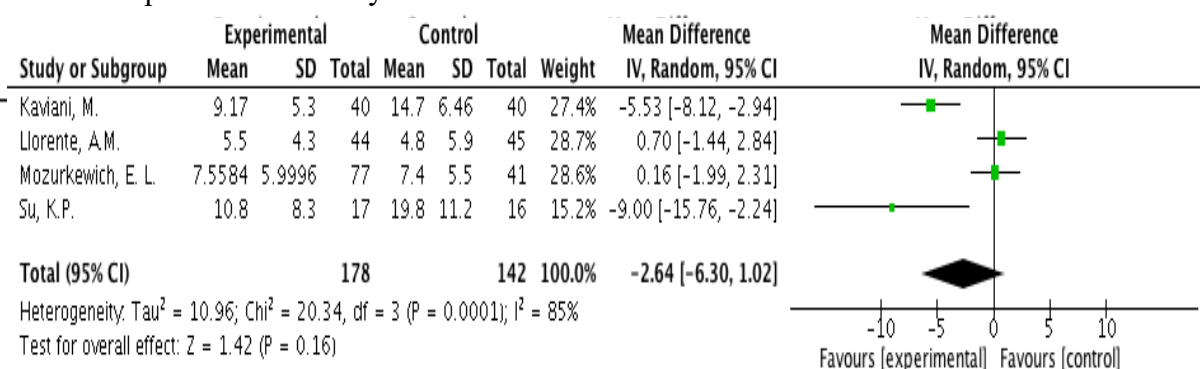 Experimental Control Mean Difference Mean Difference
Study or Subgroup Mean SD Total Mean SD Total Weight IV, Random, 95% CI IV, Random, 95% CI
Kaviani, M. 9.17 5.3 40 14.7 6.46 40 27.4% -5.53 [-8.12, -2.94]
Llorente, A.M. 5.5 4.3 44 4.8 5.9 45 28.7% 0.70 [-1.44, 2.84]
Mozurkewich, E. L. 7.5584 5.9996 77 7.4 5.5 41 28.6% 0.16 [-1.99, 2.31]
Su, K.P. 10.8 8.3 17 19.8 11.2 16 15.2% -9.00 [-15.76, -2.24]
Total (95% CI) 178 142 100.0% -2.64 [-6.30, 1.02]
Heterogeneity: Tau² = 10.96; Chi² = 20.34, df = 3 (P = 0.0001); I² = 85%
Test for overall effect: Z = 1.42 (P = 0.16)
-10 -5 0 5 10
Favours [experimental] Favours [control]